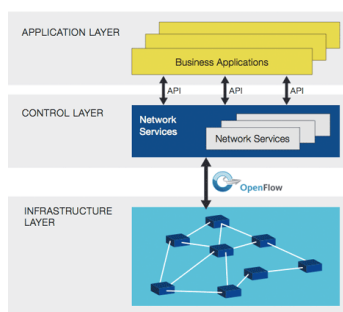 APPLICATION LAYER
Business Applications
API
API
API
CONTROL LAYER
Network
Services
Network Services
OpenFlow
INFRASTRUCTURE
LAYER